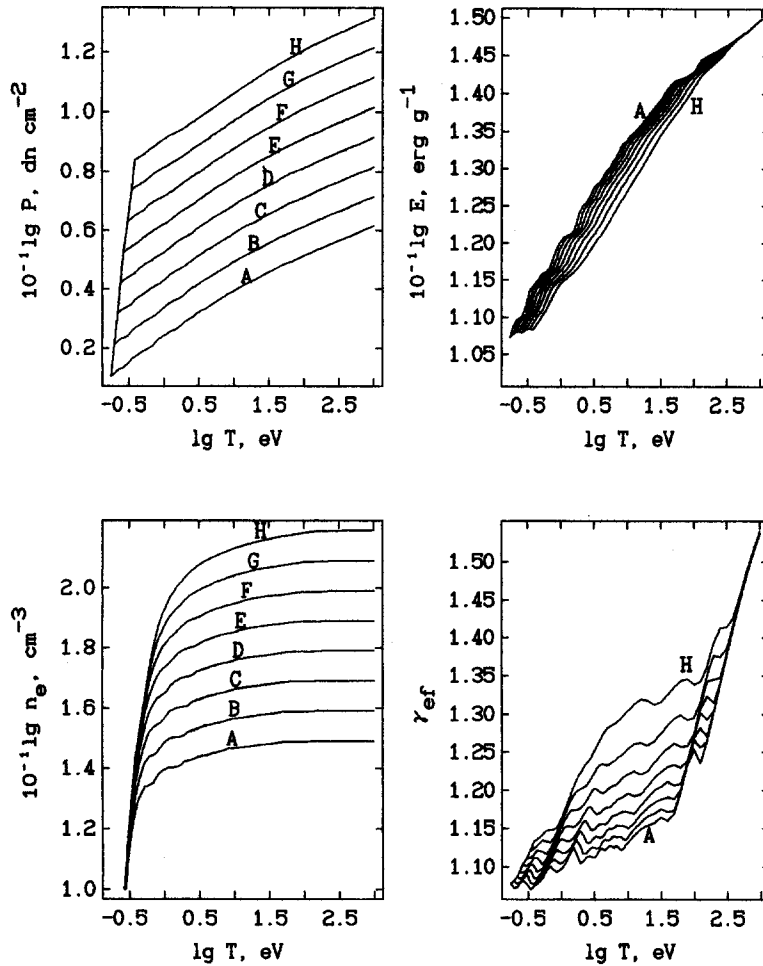 10⁻¹lg P, dn cm⁻²
1.2
1.0
0.8
0.6
0.4
0.2
H
G
F
E
D
C
B
A
-0.5 0.5 1.5 2.5
lg T, eV
10⁻¹lg E, erg g⁻¹
1.50
1.45
1.40
1.35
1.30
1.25
1.20
1.15
1.10
1.05
A
H
-0.5 0.5 1.5 2.5
lg T, eV
10⁻¹lg nₑ, cm⁻³
2.0
1.8
1.6
1.4
1.2
1.0
H
G
F
E
D
C
B
A
-0.5 0.5 1.5 2.5
lg T, eV
γef
1.50
1.45
1.40
1.35
1.30
1.25
1.20
1.15
1.10
H
A
-0.5 0.5 1.5 2.5
lg T, eV